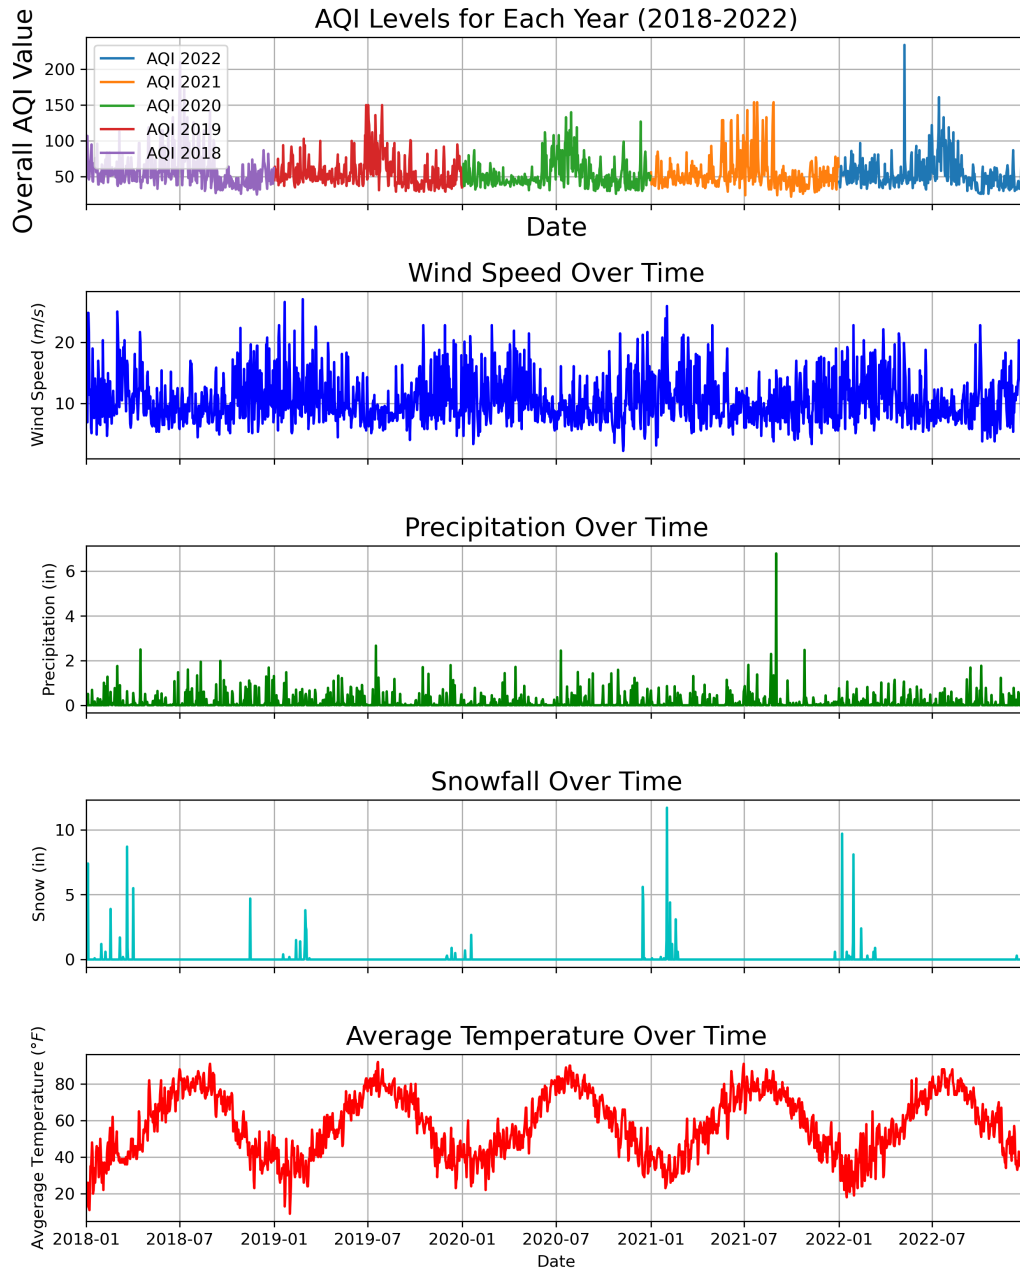 AQI Levels for Each Year (2018-2022)
Overall AQI Value
200
150
100
50
AQI 2022
AQI 2021
AQI 2020
AQI 2019
AQI 2018
Date
Wind Speed Over Time
Wind Speed (m/s)
20
10
Precipitation Over Time
Precipitation (in)
6
4
2
0
Snowfall Over Time
Snow (in)
10
5
0
Average Temperature Over Time
Avgerage Temperature (°F)
80
60
40
20
2018-01 2018-07 2019-01 2019-07 2020-01 2020-07 2021-01 2021-07 2022-01 2022-07
Date